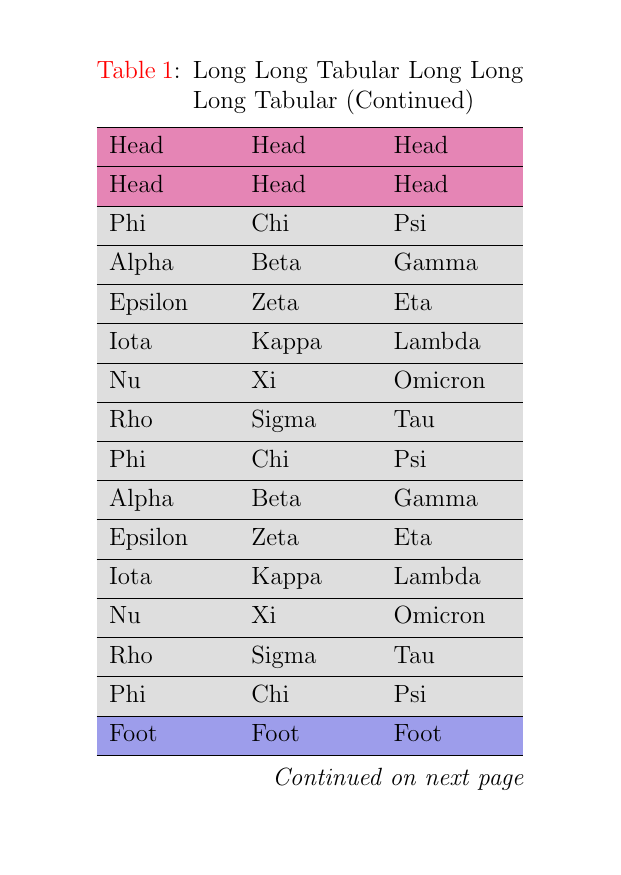 Table 1: Long Long Tabular Long Long
Long Tabular (Continued)
Head Head Head
Head Head Head
Phi Chi Psi
Alpha Beta Gamma
Epsilon Zeta Eta
Iota Kappa Lambda
Nu Xi Omicron
Rho Sigma Tau
Phi Chi Psi
Alpha Beta Gamma
Epsilon Zeta Eta
Iota Kappa Lambda
Nu Xi Omicron
Rho Sigma Tau
Phi Chi Psi
Foot Foot Foot
Continued on next page